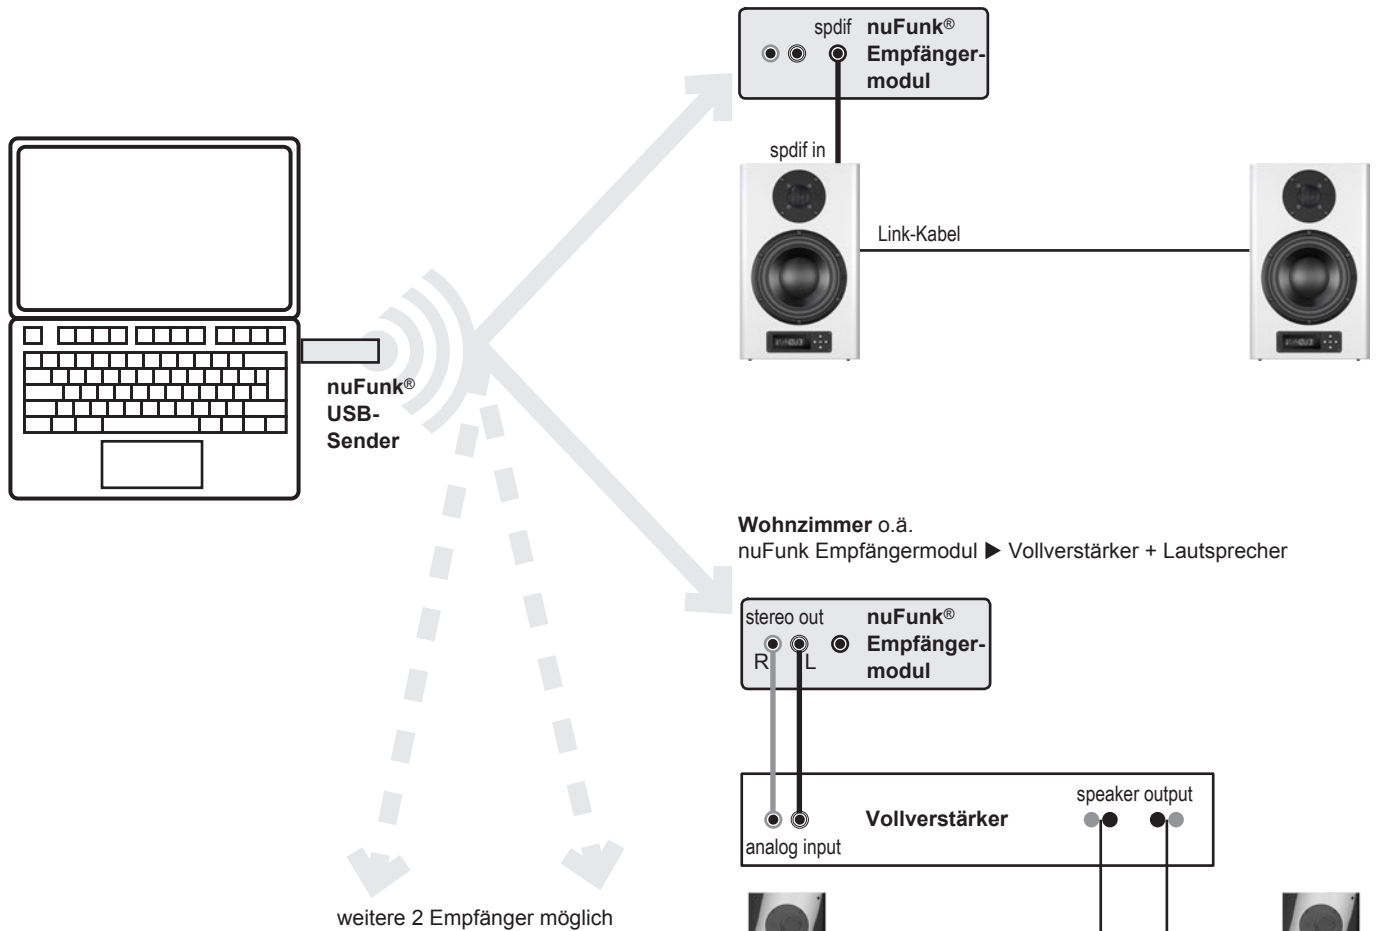 spdif nuFunk®
Empfänger-
modul
spdif in
Link-Kabel
nuFunk®
USB-
Sender
Wohnzimmer o.ä.
nuFunk Empfängermodul ▶ Vollverstärker + Lautsprecher
stereo out nuFunk®
Empfänger-
R L modul
speaker output
Vollverstärker
analog input
weitere 2 Empfänger möglich